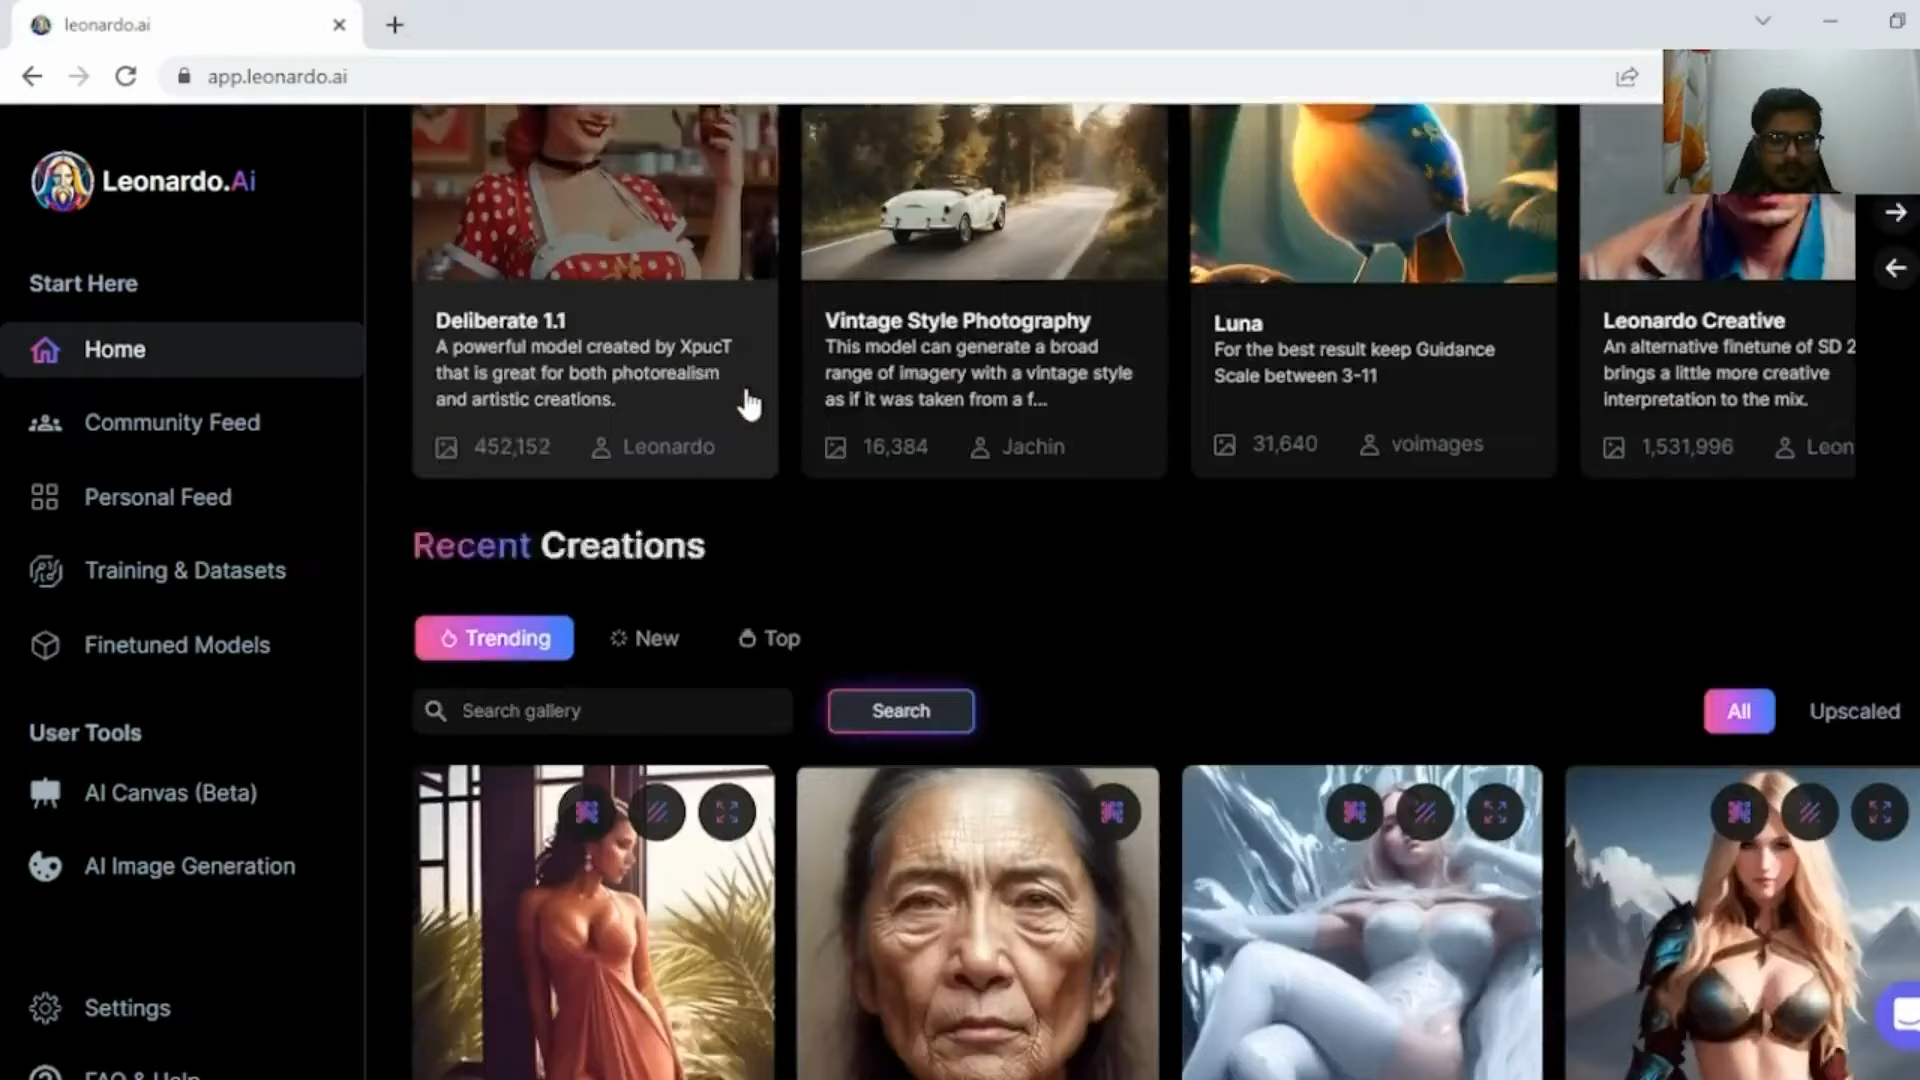 leonardo.ai
app.leonardo.ai
Leonardo.Ai
Start Here
Home
Community Feed
Personal Feed
Training & Datasets
Finetuned Models
User Tools
AI Canvas (Beta)
AI Image Generation
Settings
FAQ & Help
Deliberate 1.1
A powerful model created by XpucT
that is great for both photorealism
and artistic creations.
452,152 Leonardo
Vintage Style Photography
This model can generate a broad
range of imagery with a vintage style
as if it was taken from a f...
16,384 Jachin
Luna
For the best result keep Guidance
Scale between 3-11
31,640 volmages
Leonardo Creative
An alternative finetune of SD 2
brings a little more creative
interpretation to the mix.
1,531,996 Leon
Recent Creations
Trending New Top
Search gallery Search All Upscaled